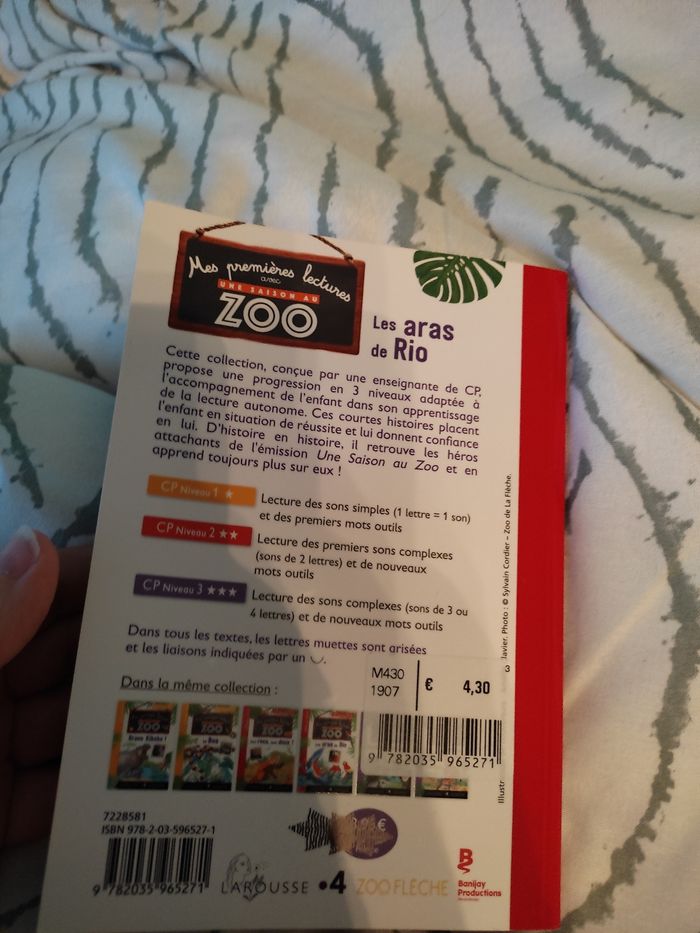 Mes premières lectures
avec
UNE SAISON AU
ZOO
Les aras
de Rio
Cette collection, conçue par une enseignante de CP,
propose une progression en 3 niveaux adaptée à
l'accompagnement de l'enfant dans son apprentissage
de la lecture autonome. Ces courtes histoires placent
l'enfant en situation de réussite et lui donnent confiance
en lui. D'histoire en histoire, il retrouve les héros
attachants de l'émission Une Saison au Zoo et en
apprend toujours plus sur eux !
CP Niveau 1 ★
Lecture des sons simples (1 lettre = 1 son)
et des premiers mots outils
CP Niveau 2 ★★
Lecture des premiers sons complexes
(sons de 2 lettres) et de nouveaux
mots outils
CP Niveau 3 ★★★
Lecture des sons complexes (sons de 3 ou
4 lettres) et de nouveaux mots outils
Dans tous les textes, les lettres muettes sont grisées
et les liaisons indiquées par un ‿.
Dans la même collection :
M430
1907
€ 4,30
9 782035 965271
Photo : © Sylvain Cordier – Zoo de La Flèche.
7228581
ISBN 978-2-03-596527-1
9 782035 965271
LAROUSSE
•4
ZOO FLÈCHE
B
Banijay
Productions